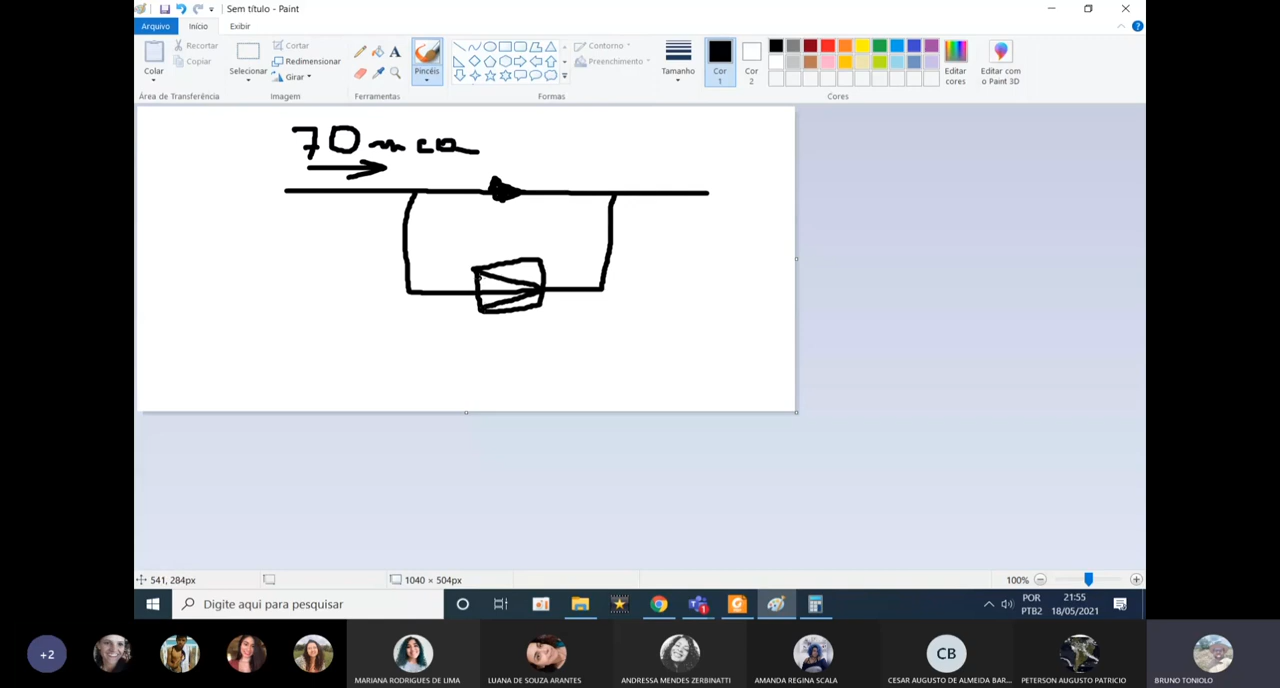 Sem título - Paint
Arquivo Início Exibir
Colar
Recortar
Copiar
Área de Transferência
Selecionar
Cortar
Redimensionar
Girar
Imagem
Ferramentas
Pincéis
Formas
Contorno
Preenchimento
Tamanho
Cor 1
Cor 2
Cores
Editar cores
Editar com o Paint 3D
70 mca
541, 284px
1040 × 504px
100%
Digite aqui para pesquisar
1
POR
PTB2
21:55
18/05/2021
+2
MARIANA RODRIGUES DE LIMA
LUANA DE SOUZA ARANTES
ANDRESSA MENDES ZERBINATTI
AMANDA REGINA SCALA
CB
CESAR AUGUSTO DE ALMEIDA BAR...
PETERSON AUGUSTO PATRICIO
BRUNO TONIOLO